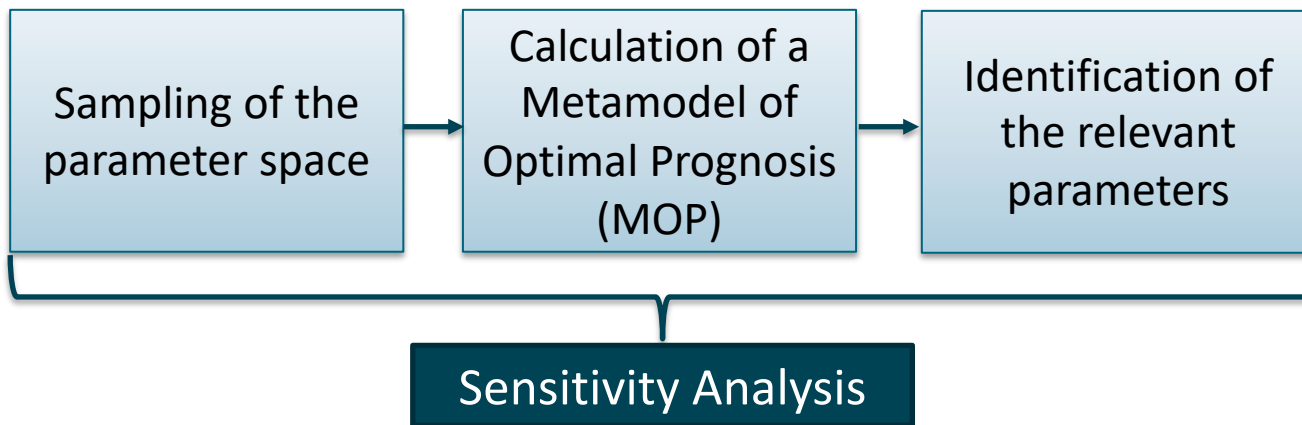 Sampling of the
parameter space
Calculation of a
Metamodel of
Optimal Prognosis
(MOP)
Identification of
the relevant
parameters
Sensitivity Analysis